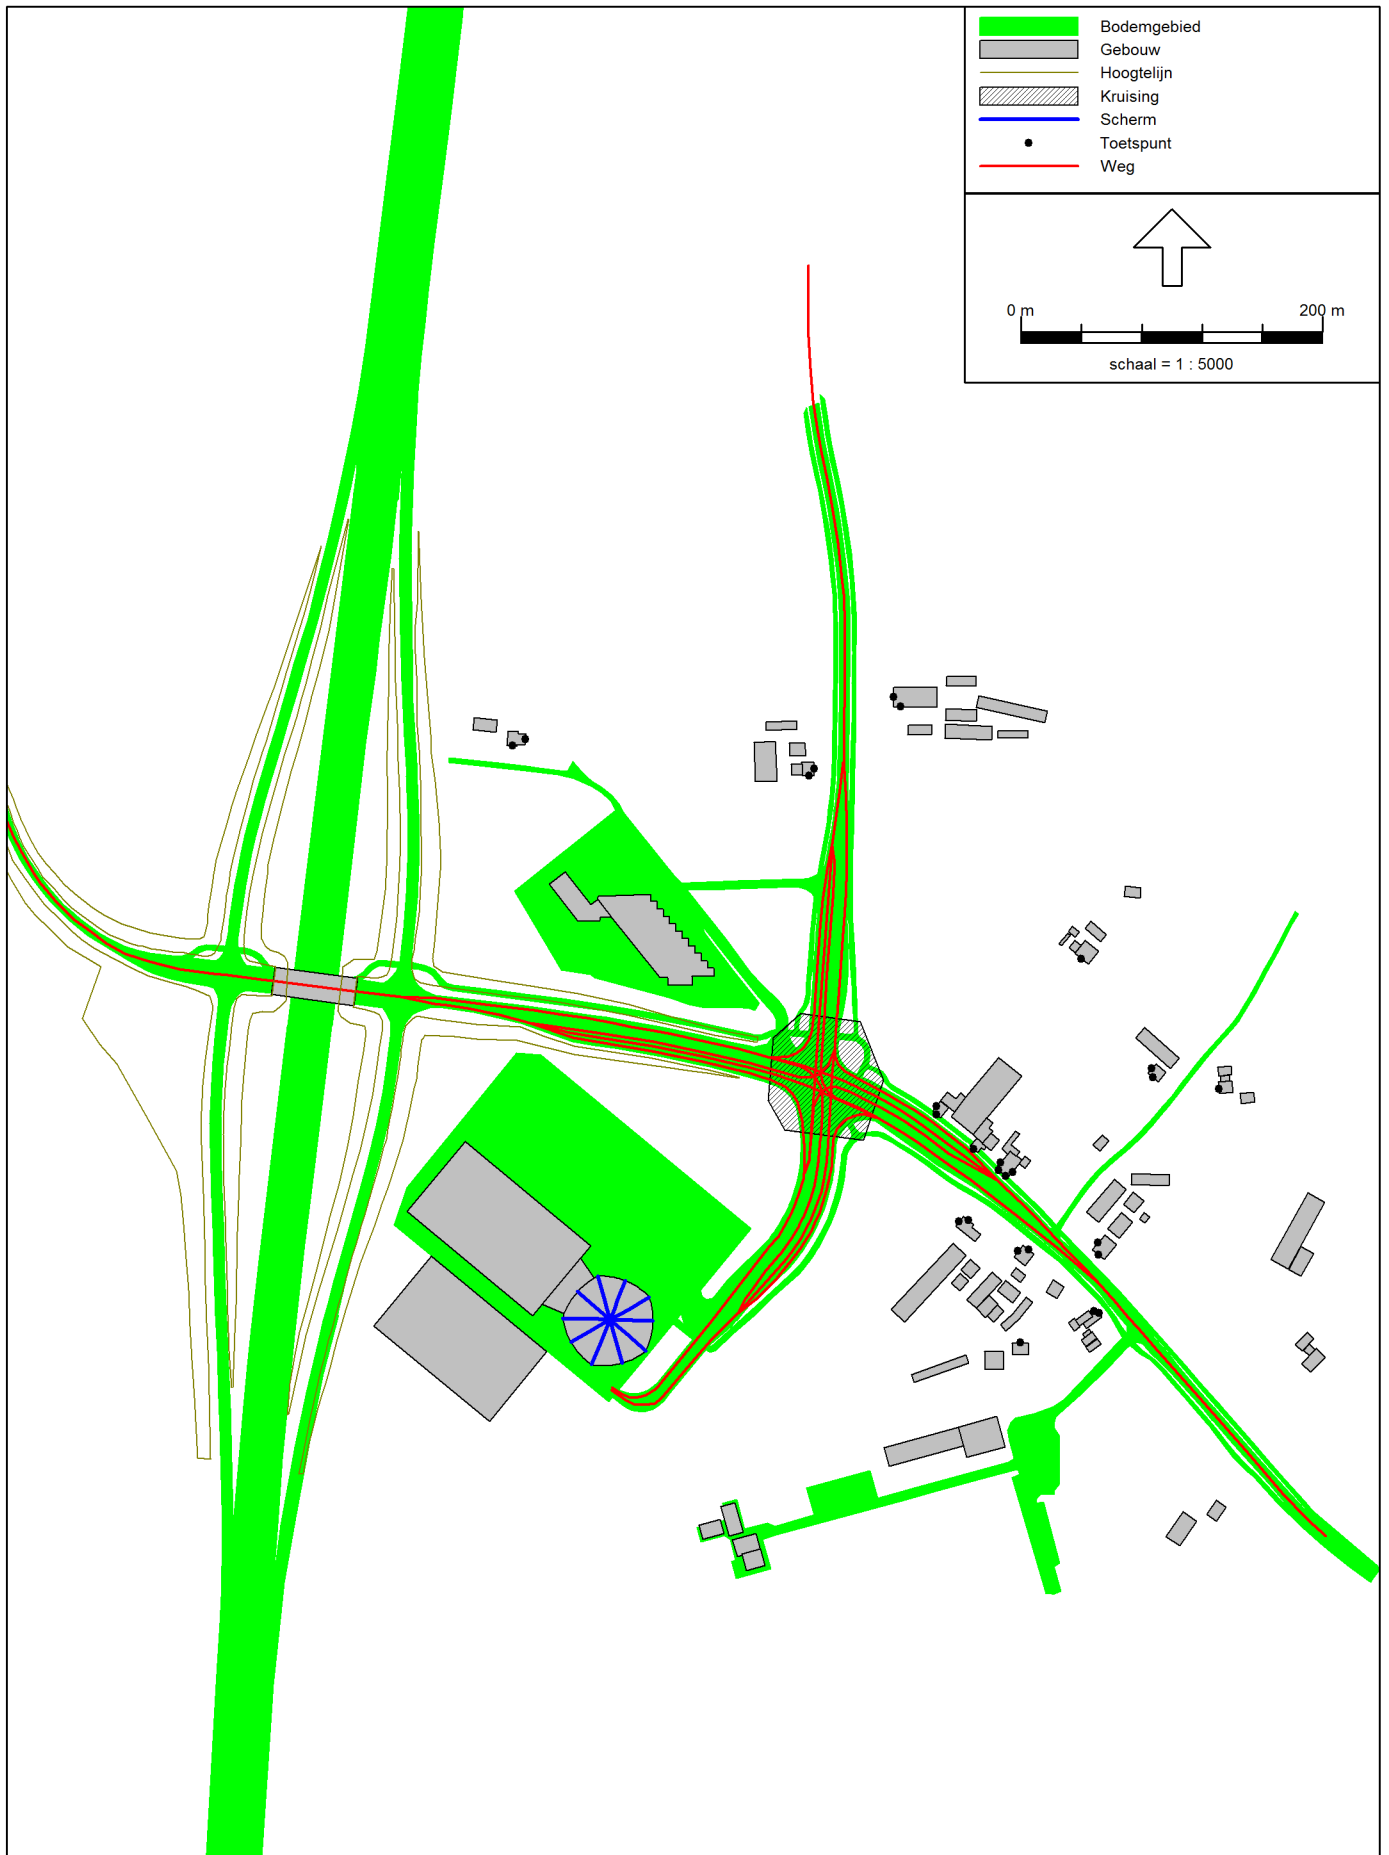 Bodemgebied
Gebouw
Hoogtelijn
Kruising
Scherm
Toetspunt
Weg
0 m 200 m
schaal = 1 : 5000